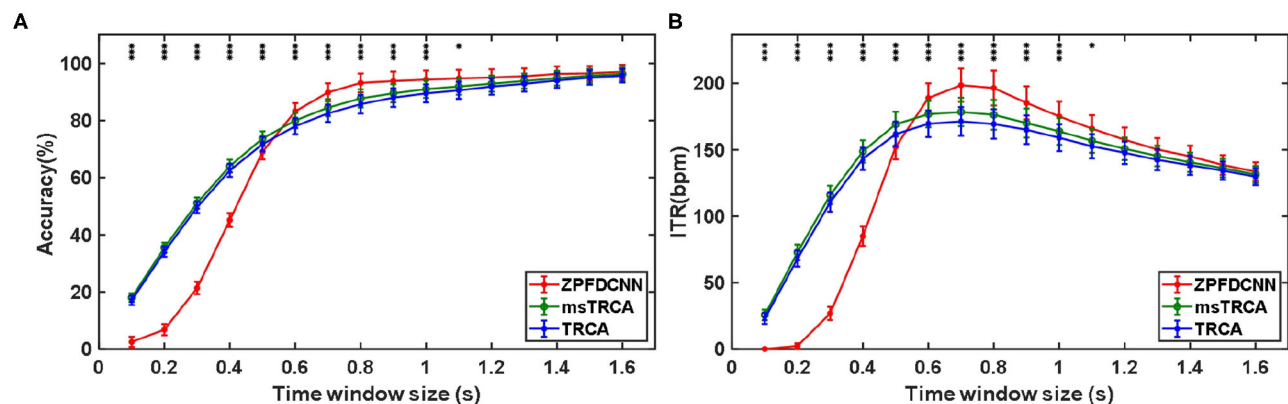 A
B
*** *** *** *** *** *** *** *** *** *** *
*** *** *** *** *** *** *** *** *** *** *
100
80
60
40
20
0
Accuracy(%)
200
150
100
50
0
ITR(bpm)
ZPFDCNN
msTRCA
TRCA
ZPFDCNN
msTRCA
TRCA
0.2 0.4 0.6 0.8 1 1.2 1.4 1.6
0.2 0.4 0.6 0.8 1 1.2 1.4 1.6
Time window size (s)
Time window size (s)